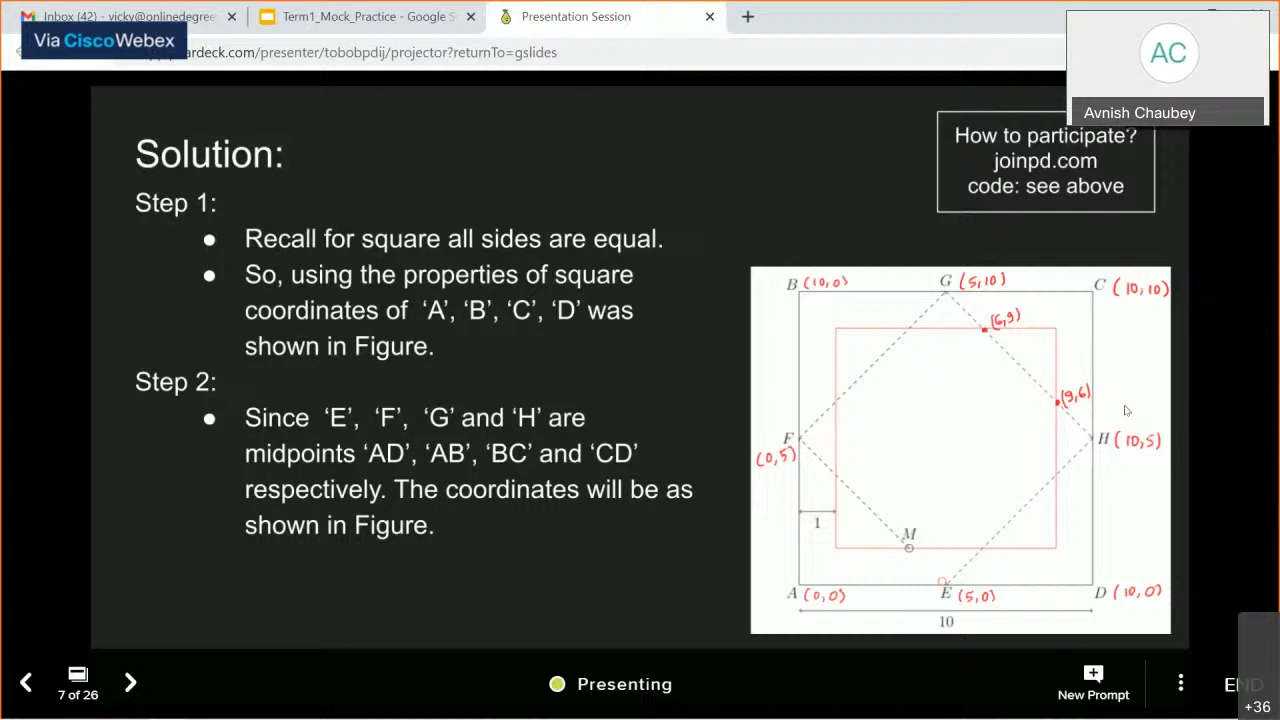 Inbox (42) - vicky@onlinedegree
Term1_Mock_Practice - Google S
Presentation Session
Via CiscoWebex
ardeck.com/presenter/tobobpdij/projector?returnTo=gslides
AC
Avnish Chaubey
How to participate?
joinpd.com
code: see above
Solution:
Step 1:
● Recall for square all sides are equal.
● So, using the properties of square
coordinates of ‘A’, ‘B’, ‘C’, ‘D’ was
shown in Figure.
Step 2:
● Since ‘E’, ‘F’, ‘G’ and ‘H’ are
midpoints ‘AD’, ‘AB’, ‘BC’ and ‘CD’
respectively. The coordinates will be as
shown in Figure.
B (10,0) G (5,10) C (10,10)
(6,9)
(9,6)
F H (10,5)
(0,5)
1
M
A (0,0) E (5,0) D (10,0)
10
7 of 26
Presenting
New Prompt
END
+36